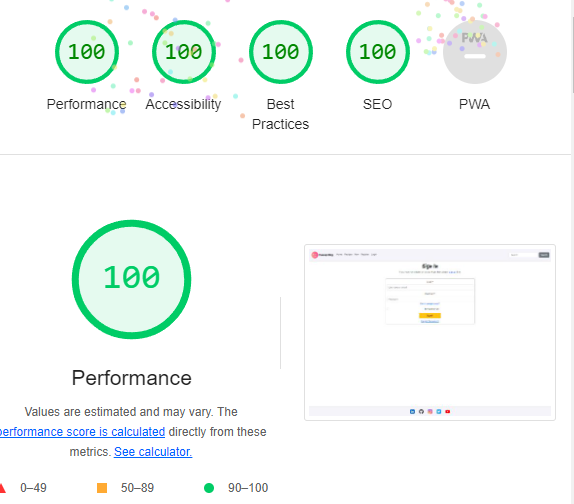 100 100 100 100 PWA
Performance Accessibility Best Practices SEO PWA
100
Sign In
Performance
Values are estimated and may vary. The
performance score is calculated directly from these
metrics. See calculator.
0–49 50–89 90–100